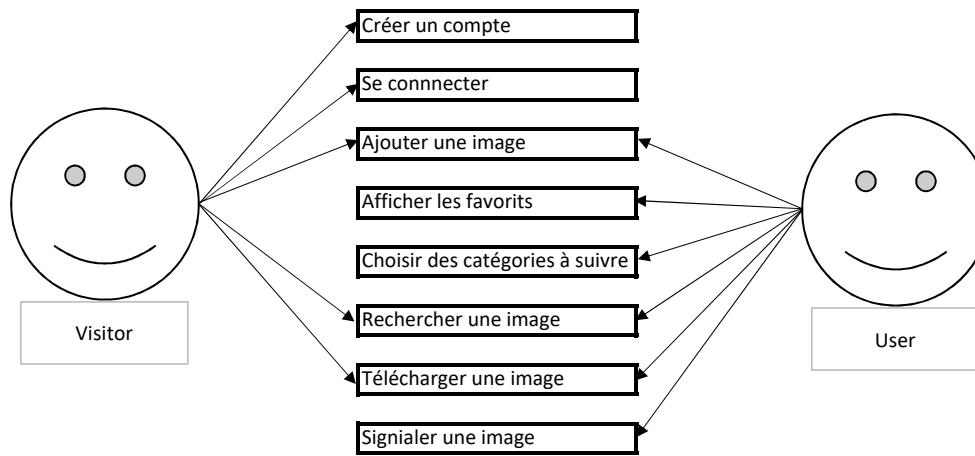 Créer un compte
Se connnecter
Ajouter une image
Afficher les favorits
Choisir des catégories à suivre
Rechercher une image
Télécharger une image
Signialer une image
Visitor
User